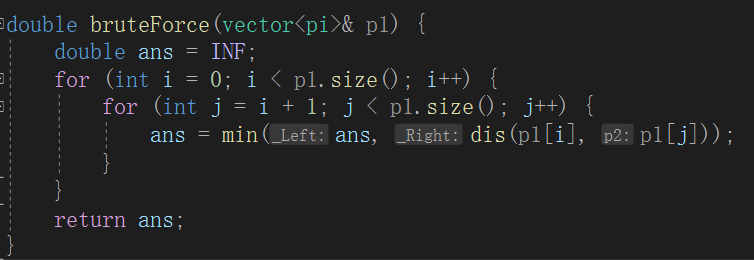 double bruteForce(vector<pi>& p1) {
double ans = INF;
for (int i = 0; i < p1.size(); i++) {
for (int j = i + 1; j < p1.size(); j++) {
ans = min(_Left: ans, _Right: dis(p1[i], p2: p1[j]));
}
}
return ans;
}